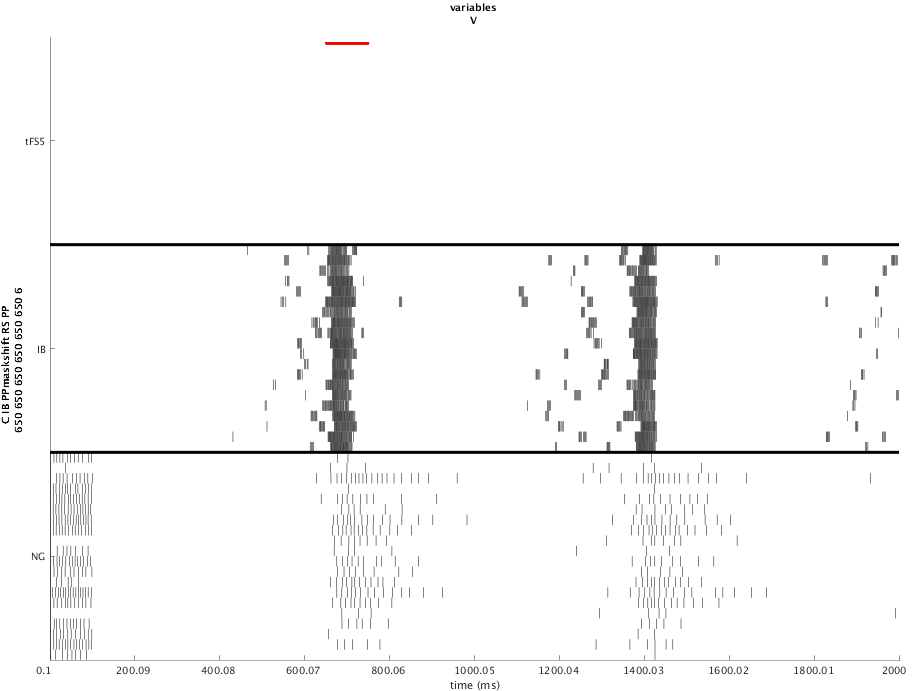 variables
V
tFS5
IB
NG
C IB PPmaskshift RS PP
650 650 650 650 650 650 6
0.1 200.09 400.08 600.07 800.06 1000.05 1200.04 1400.03 1600.02 1800.01 2000
time (ms)